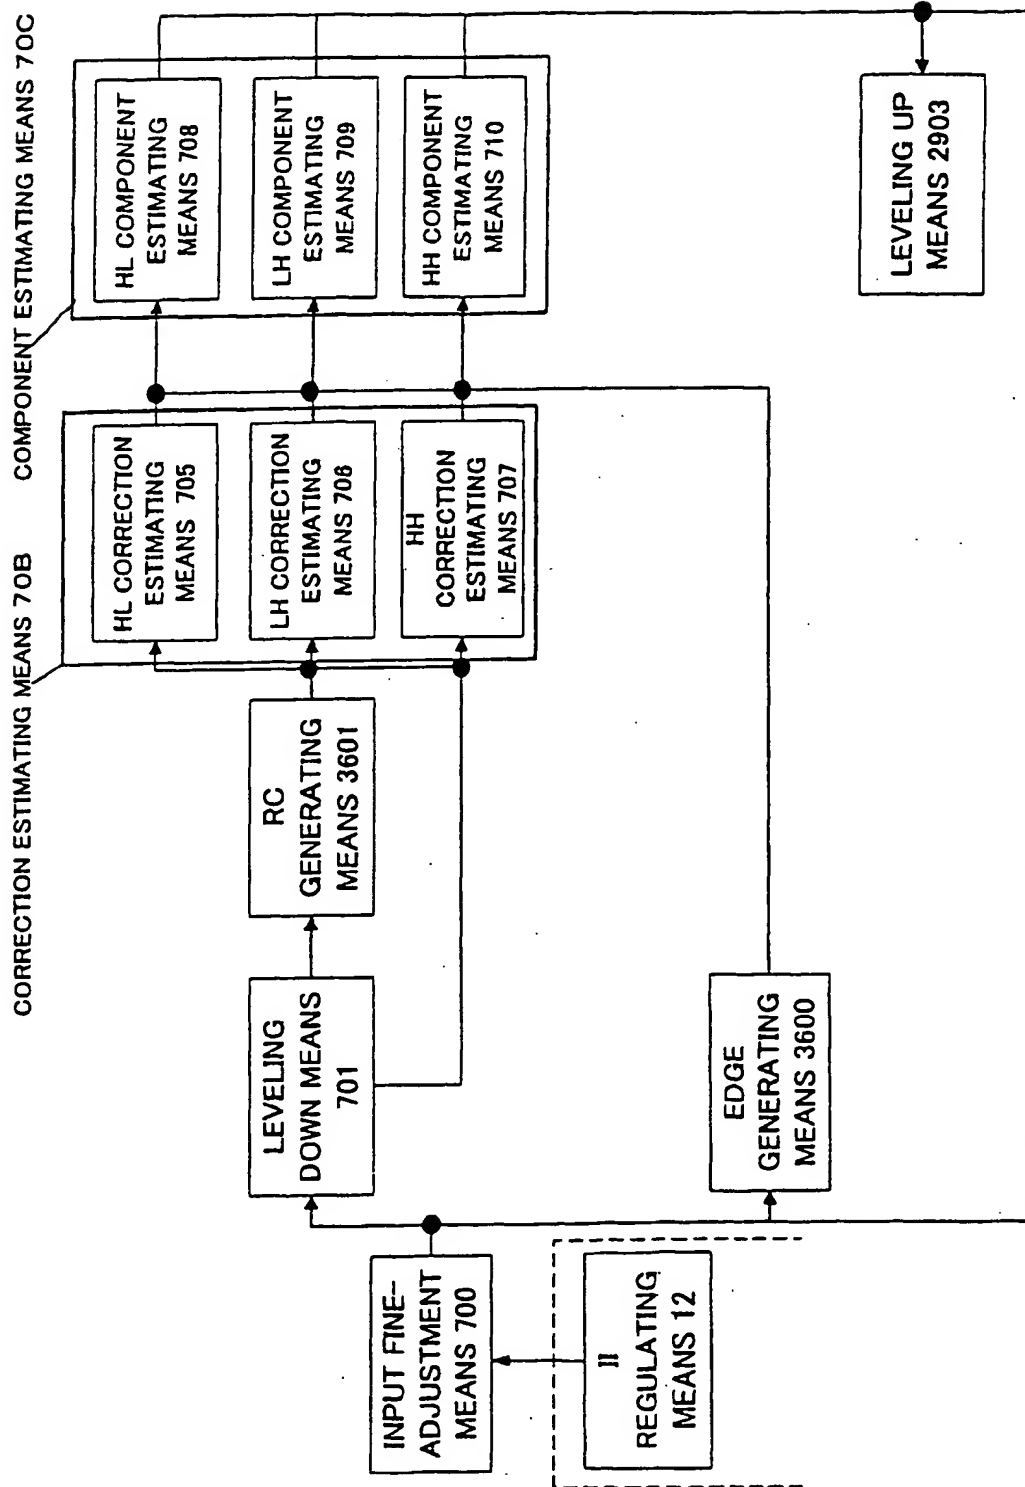 CORRECTION ESTIMATING MEANS 70B
COMPONENT ESTIMATING MEANS 70C
INPUT FINE-
ADJUSTMENT
MEANS 700
II
REGULATING
MEANS 12
LEVELING
DOWN MEANS
701
RC
GENERATING
MEANS 3601
EDGE
GENERATING
MEANS 3600
HL CORRECTION
ESTIMATING
MEANS 705
LH CORRECTION
ESTIMATING
MEANS 706
HH
CORRECTION
ESTIMATING
MEANS 707
HL COMPONENT
ESTIMATING
MEANS 708
LH COMPONENT
ESTIMATING
MEANS 709
HH COMPONENT
ESTIMATING
MEANS 710
LEVELING UP
MEANS 2903